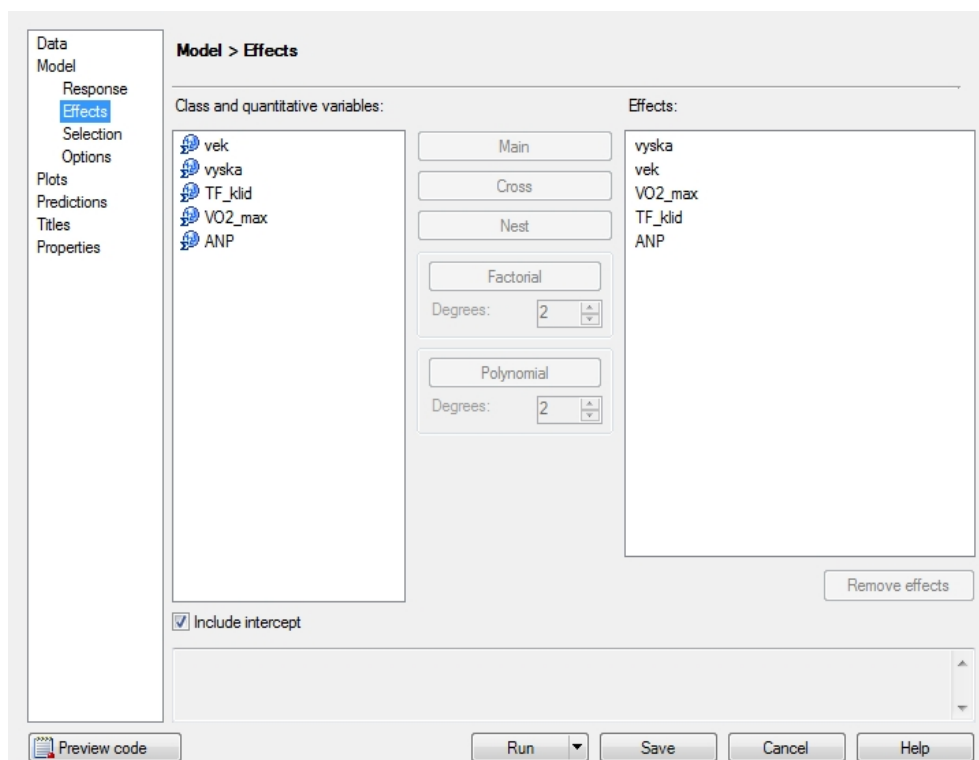 Data
Model
Response
Effects
Selection
Options
Plots
Predictions
Titles
Properties
Model > Effects
Class and quantitative variables:
vek
vyska
TF_klid
VO2_max
ANP
Main
Cross
Nest
Factorial
Degrees: 2
Polynomial
Degrees: 2
Effects:
vyska
vek
VO2_max
TF_klid
ANP
Remove effects
Include intercept
Preview code
Run
Save
Cancel
Help